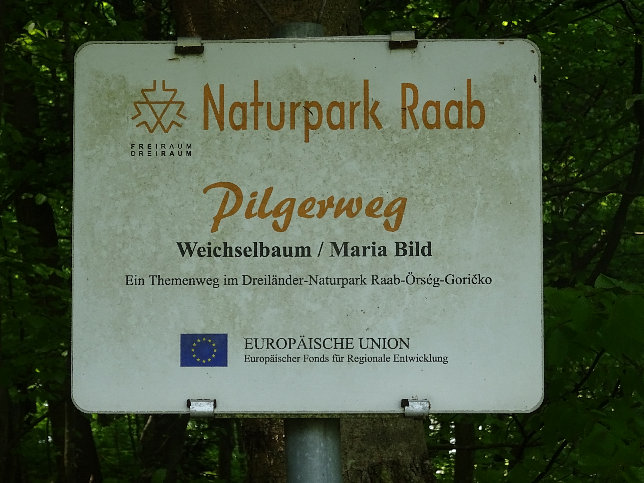 Naturpark Raab
FREIRAUM
DREIRAUM
Pilgerweg
Weichselbaum / Maria Bild
Ein Themenweg im Dreiländer-Naturpark Raab-Örség-Goričko
EUROPÄISCHE UNION
Europäischer Fonds für Regionale Entwicklung